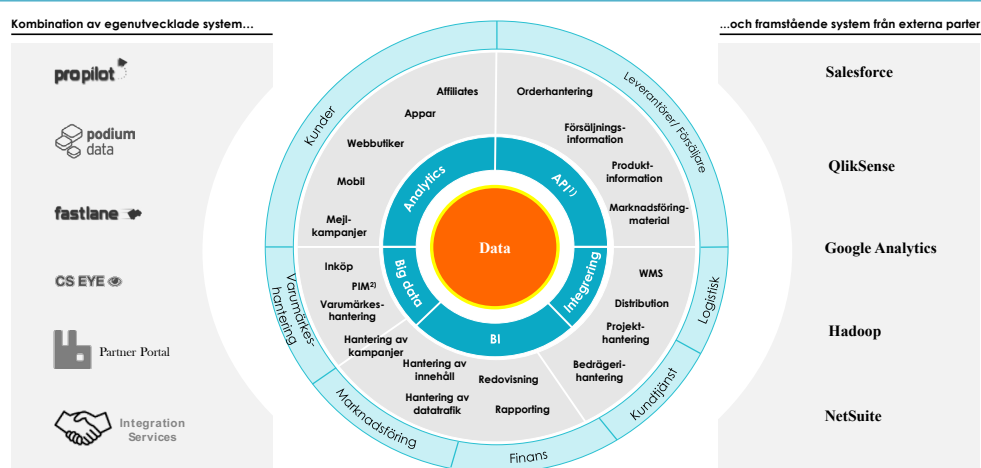 Kombination av egenutvecklade system…
…och framstående system från externa parter
propilot
podium
data
fastlane
CS EYE
Partner Portal
Integration
Services
Kunder
Leverantörer/ Försäljare
Logistisk
Kundtjänst
Finans
Marknadsföring
Varumärkes-
hantering
Affiliates
Appar
Webbutiker
Mobil
Mejl-
kampanjer
Orderhantering
Försäljnings-
information
Produkt-
information
Marknadsföring-
material
Analytics
API¹⁾
Integrering
BI
Big data
Data
Inköp
PIM²⁾
Varumärkes-
hantering
Hantering av
kampanjer
Hantering av
innehåll
Hantering av
datatrafik
Redovisning
Rapporting
WMS
Distribution
Projekt-
hantering
Bedrägeri-
hantering
Salesforce
QlikSense
Google Analytics
Hadoop
NetSuite